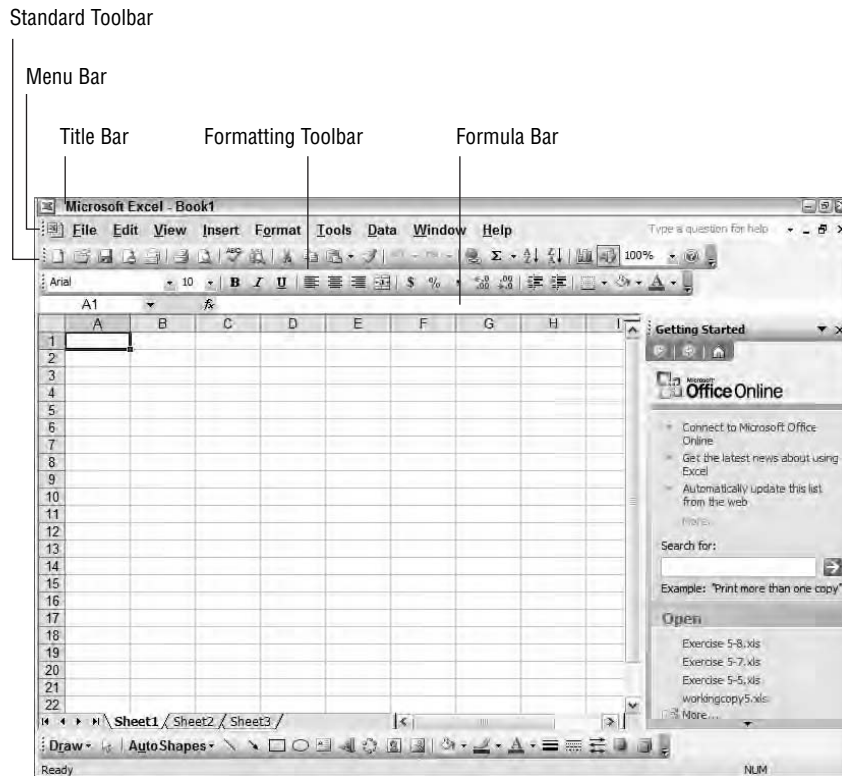 Standard Toolbar
Menu Bar
Title Bar Formatting Toolbar Formula Bar
Microsoft Excel - Book1
File Edit View Insert Format Tools Data Window Help Type a question for help
ABC Σ 100%
Arial 10 B I U $ % A
A1 fx
A B C D E F G H I
1
2
3
4
5
6
7
8
9
10
11
12
13
14
15
16
17
18
19
20
21
22
Getting Started
Microsoft
Office Online
Connect to Microsoft Office
Online
Get the latest news about using
Excel
Automatically update this list
from the web
More...
Search for:
Example: "Print more than one copy"
Open
Exercise 5-8.xls
Exercise 5-7.xls
Exercise 5-5.xls
workingcopy5.xls
More...
Sheet1 Sheet2 Sheet3
Draw AutoShapes A
Ready NUM